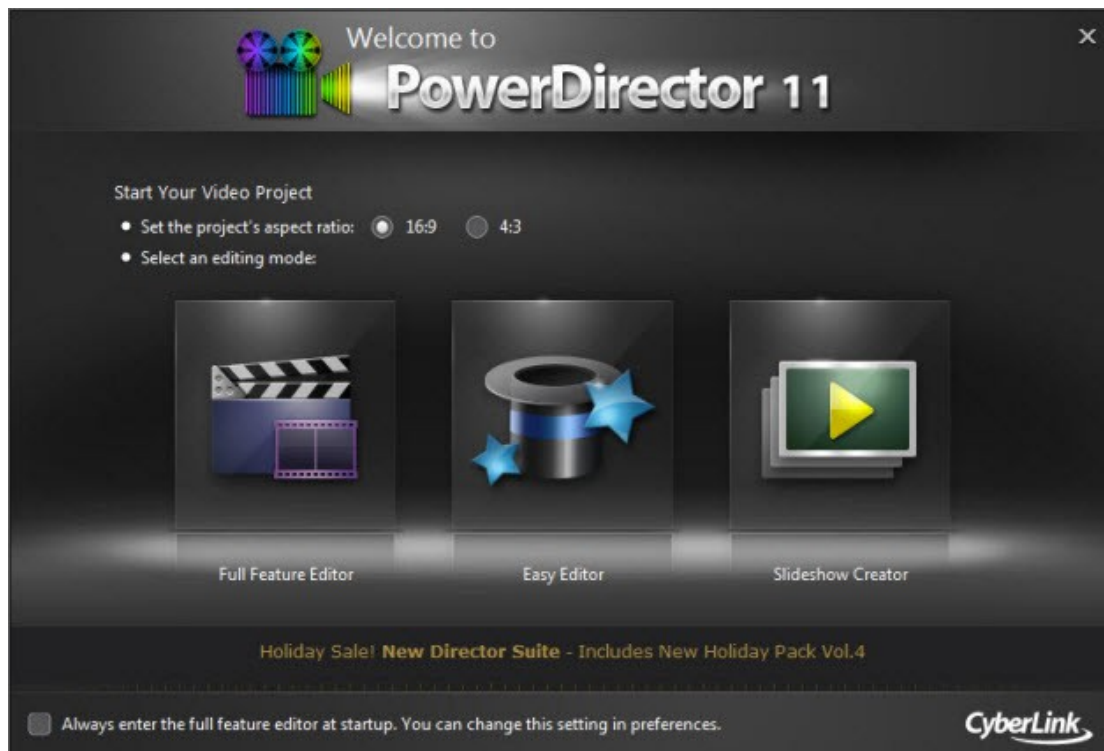 Welcome to
PowerDirector 11
Start Your Video Project
Set the project's aspect ratio: 16:9 4:3
Select an editing mode:
Full Feature Editor Easy Editor Slideshow Creator
Holiday Sale! New Director Suite - Includes New Holiday Pack Vol.4
Always enter the full feature editor at startup. You can change this setting in preferences.
CyberLink